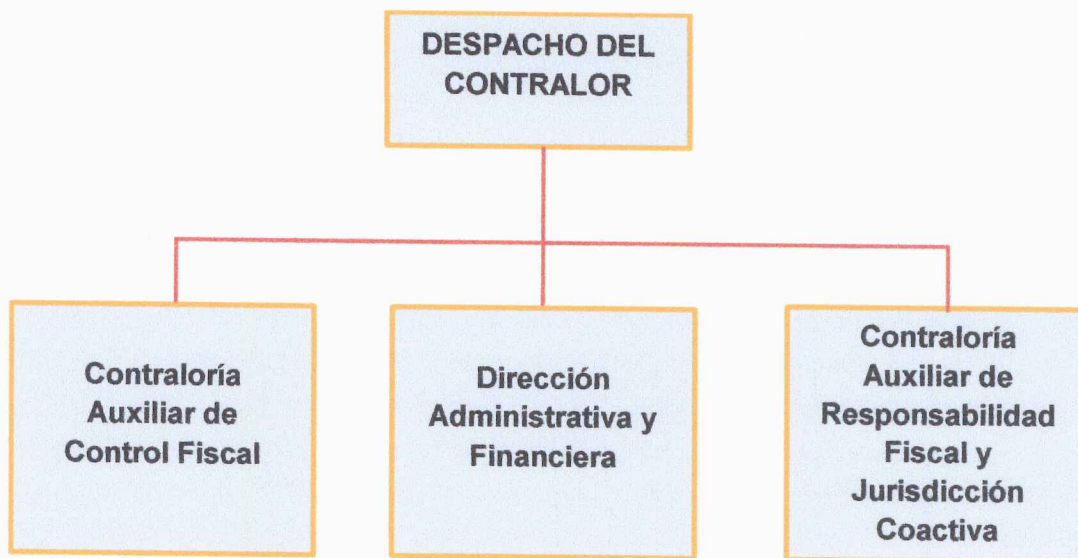 DESPACHO DEL
CONTRALOR
Contraloría
Auxiliar de
Control Fiscal
Dirección
Administrativa y
Financiera
Contraloría
Auxiliar de
Responsabilidad
Fiscal y
Jurisdicción
Coactiva